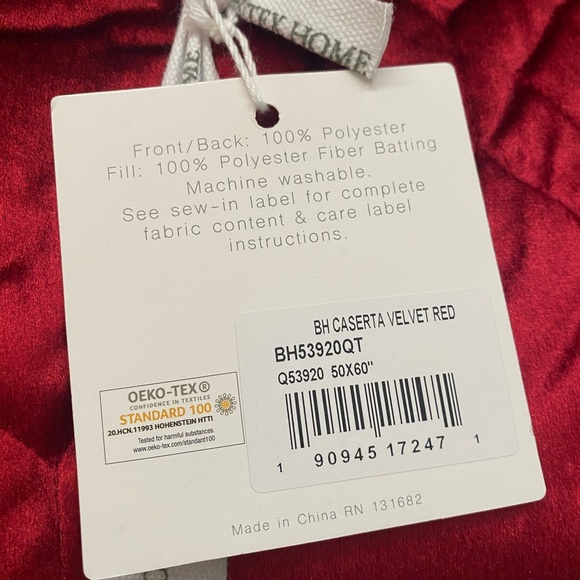 TEX HOME
Front/Back: 100% Polyester
Fill: 100% Polyester Fiber Batting
Machine washable.
See sew-in label for complete
fabric content & care label
instructions.
BH CASERTA VELVET RED
BH53920QT
Q53920 50X60"
1 90945 17247 1
OEKO-TEX®
CONFIDENCE IN TEXTILES
STANDARD 100
20.HCN.11993 HOHENSTEIN HTTI
Tested for harmful substances.
www.oeko-tex.com/standard100
Made in China RN 131682